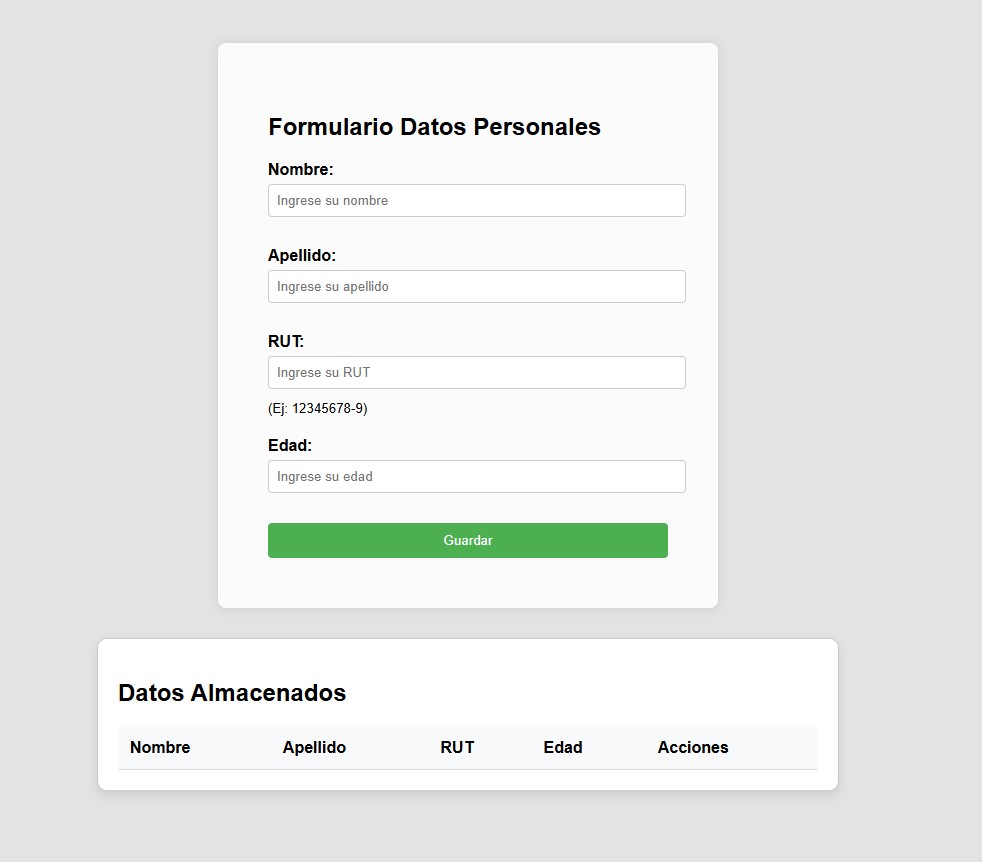 Formulario Datos Personales
Nombre:
Ingrese su nombre
Apellido:
Ingrese su apellido
RUT:
Ingrese su RUT
(Ej: 12345678-9)
Edad:
Ingrese su edad
Guardar
Datos Almacenados
Nombre Apellido RUT Edad Acciones